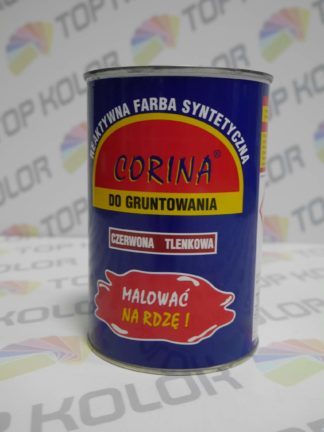 REAKTYWNA FARBA SYNTETYCZNA
CORINA®
DO GRUNTOWANIA
CZERWONA TLENKOWA
MALOWAĆ
NA RDZĘ !
TOP KOLOR